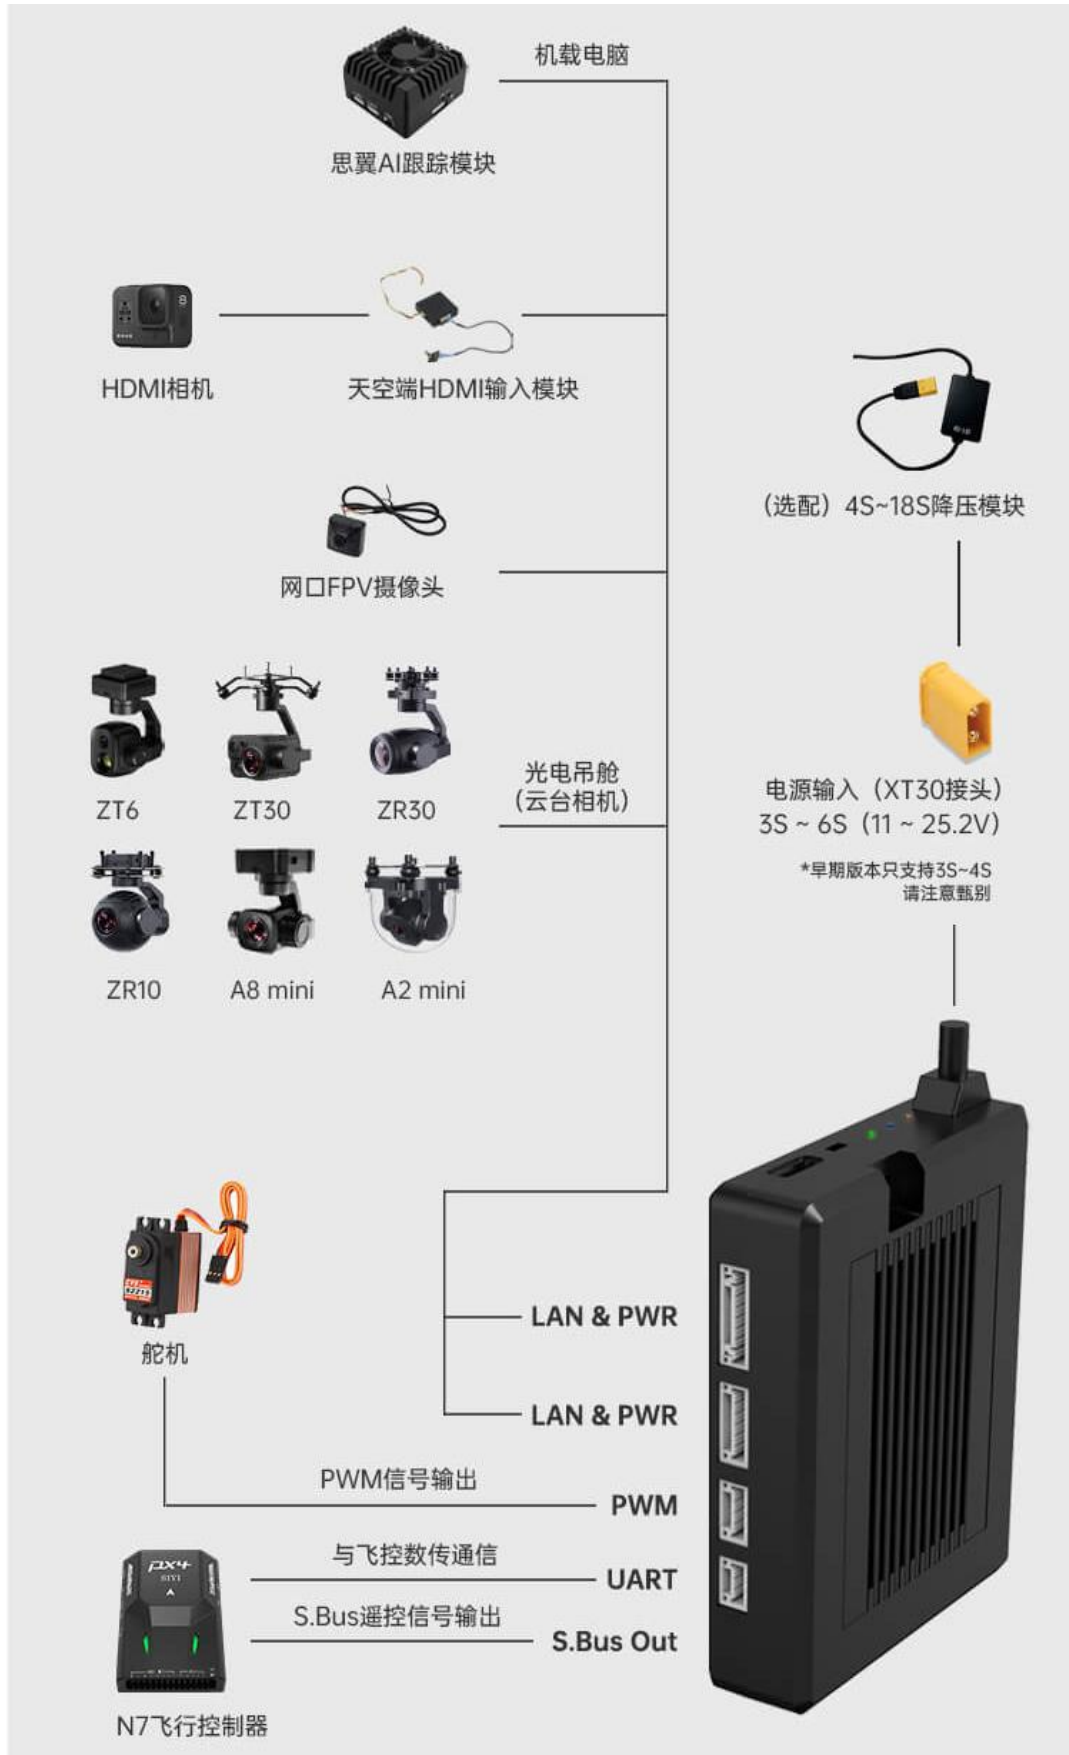 机载电脑
思翼AI跟踪模块
8
HDMI相机
天空端HDMI输入模块
(选配) 4S~18S降压模块
网口FPV摄像头
ZT6
ZT30
ZR30
光电吊舱
(云台相机)
电源输入（XT30接头）
3S ~ 6S（11 ~ 25.2V）
*早期版本只支持3S~4S
请注意甄别
ZR10
A8 mini
A2 mini
舵机
LAN & PWR
LAN & PWR
PWM信号输出
PWM
px4
SIYI
与飞控数传通信
UART
S.Bus遥控信号输出
S.Bus Out
N7飞行控制器